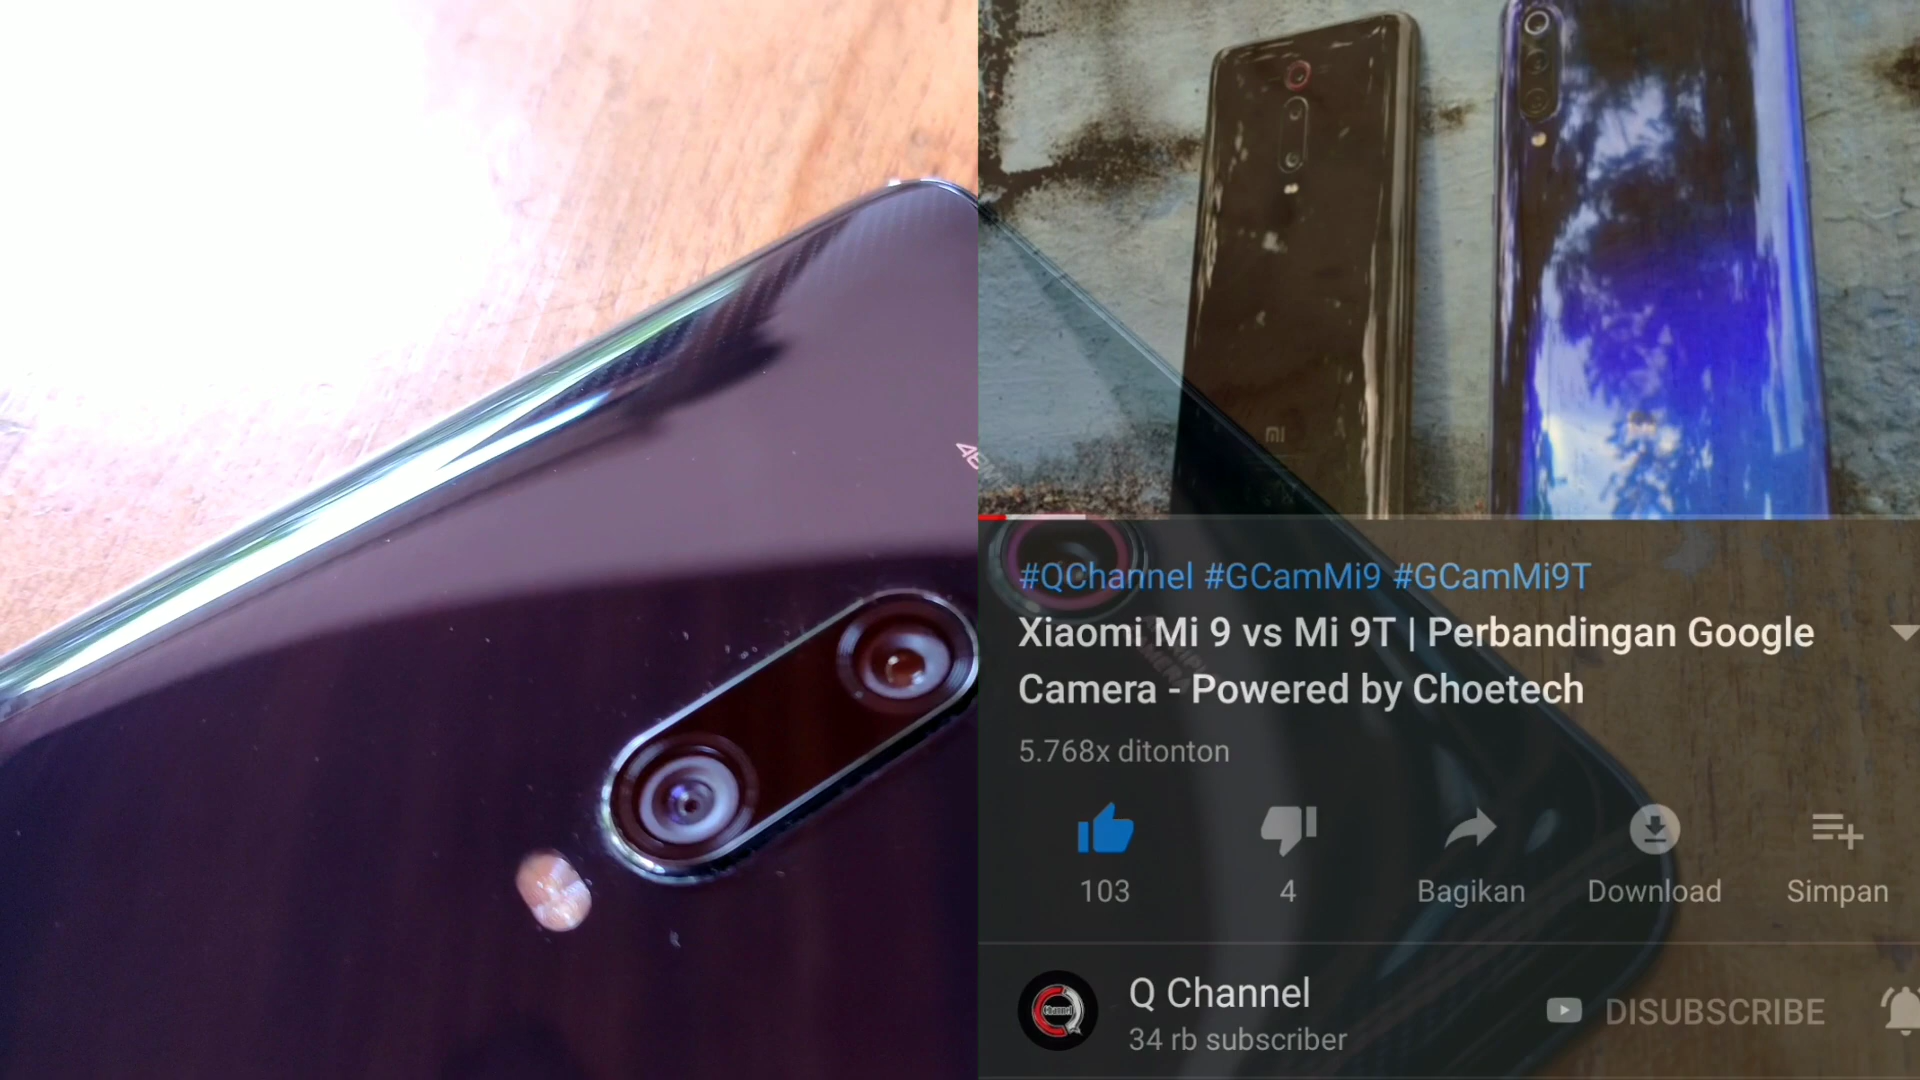 #QChannel #GCamMi9 #GCamMi9T
Xiaomi Mi 9 vs Mi 9T | Perbandingan Google
Camera - Powered by Choetech
5.768x ditonton
103
4
Bagikan
Download
Simpan
Q Channel
34 rb subscriber
DISUBSCRIBE